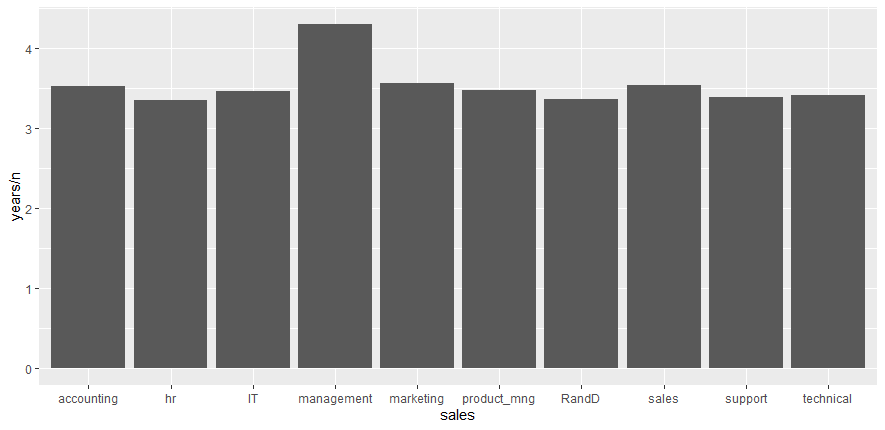 years/n
4
3
2
1
0
accounting hr IT management marketing product_mng RandD sales support technical
sales